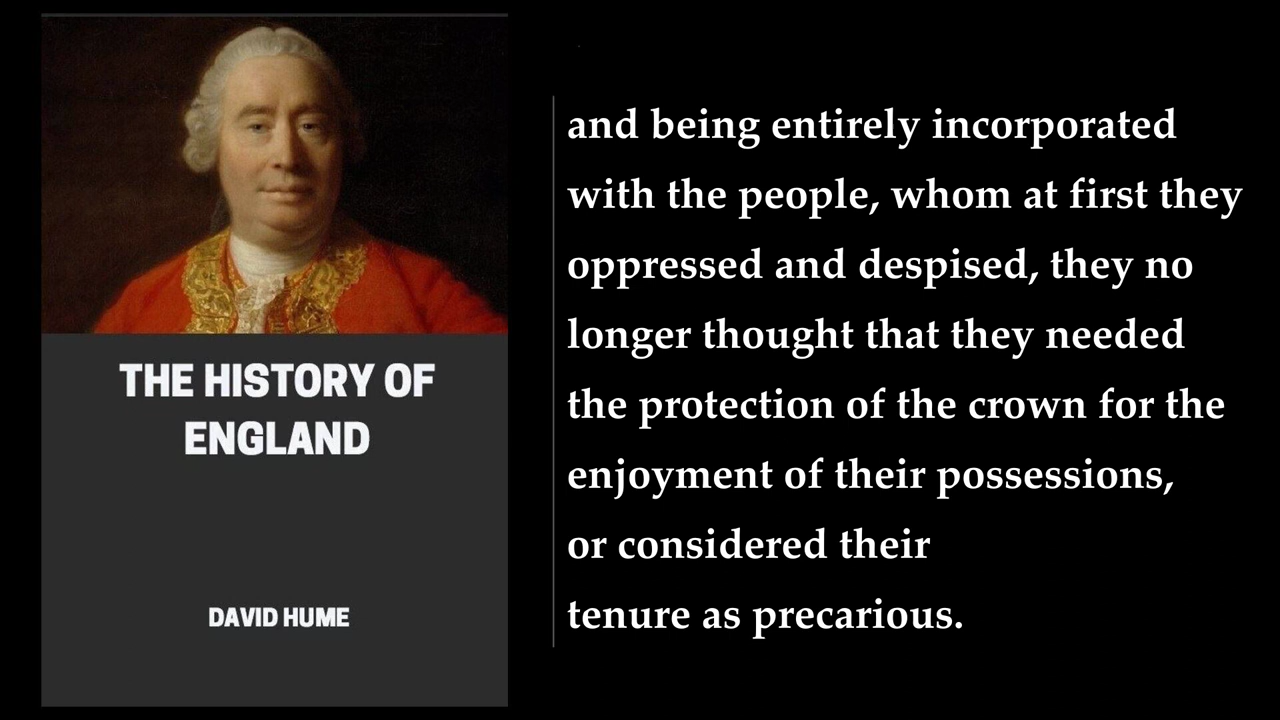 THE HISTORY OF
ENGLAND
DAVID HUME
and being entirely incorporated
with the people, whom at first they
oppressed and despised, they no
longer thought that they needed
the protection of the crown for the
enjoyment of their possessions,
or considered their
tenure as precarious.